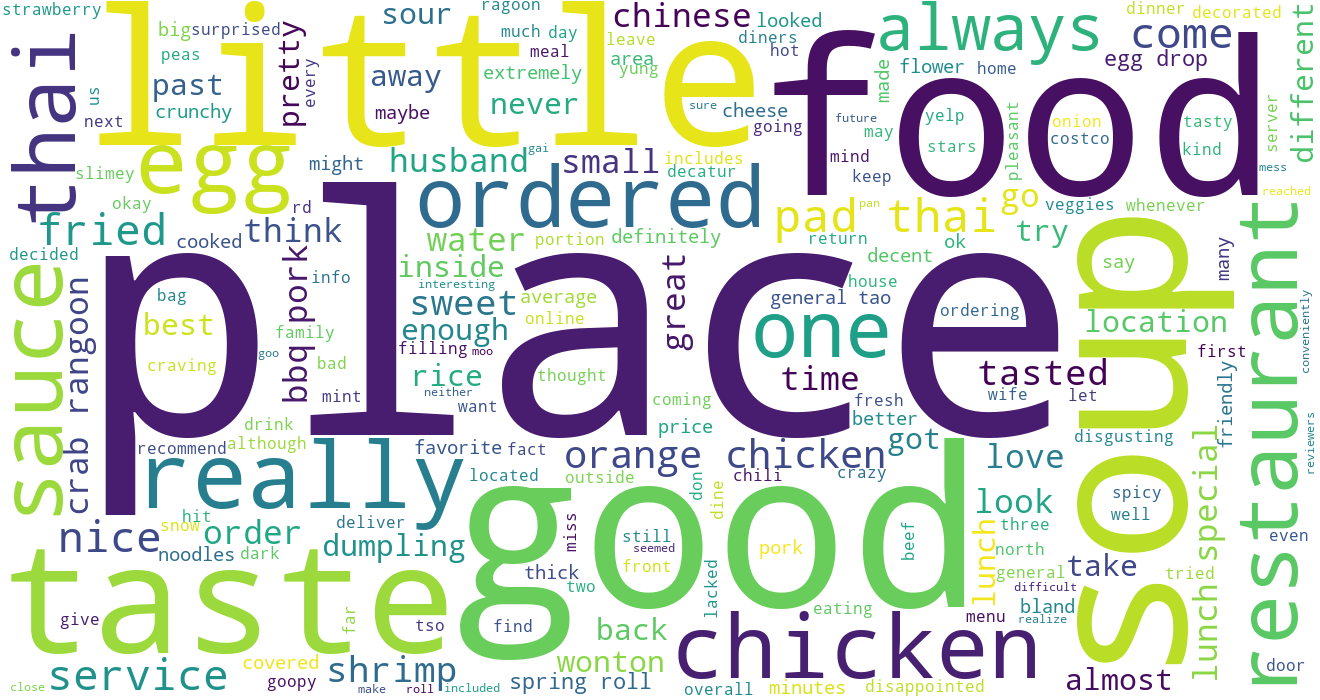 strawberry
little
sour
ragoon
chinese
looked
always
dinner decorated
come
big
surprised
much day
diners
peas
pretty
every
meal
leave
area
hot
food
egg drop
different
thai
past
away
extremely
yung
made
flower
home
us
crunchy
maybe
never
sure
cheese
future
yelp
onion
tasty
server
next
going
may
stars
costco
kind
egg
might
husband
gai
small
includes
mind
pleasant
mess
slimey
decatur
keep
reached
okay
ordered
pad thai
pan
go
veggies
whenever
fried
rd
think
water
portion
definitely
return
ok
try
cooked
decided
inside
decent
say
many
sauce
crab rangoon
bbq pork
info
interesting
great
house
soup
restaurant
bag
place
sweet
average
general tao
ordering
conveniently
best
family
enough
online
one
location
goo
filling
moo
first
craving
bad
rice
thought
time
tasted
friendly
mint
neither
want
coming
fresh
wife
let
drink
price
better
disgusting
reviewers
recommend
although
favorite
fact
orange chicken
got
love
really
located
outside
don
chili
crazy
lunch special
good
dine
look
spicy
hit
snow
order
deliver
miss
still
well
nice
noodles
dark
dumpling
seemed
pork
beef
lunch
three
north
even
taste
thick
front
lacked
general
take
tried
door
two
difficult
give
far
tso
find
eating
menu
bland
realize
back
chicken
service
covered
shrimp
wonton
almost
goopy
close
make
roll
included
spring roll
overall
minutes
disappointed